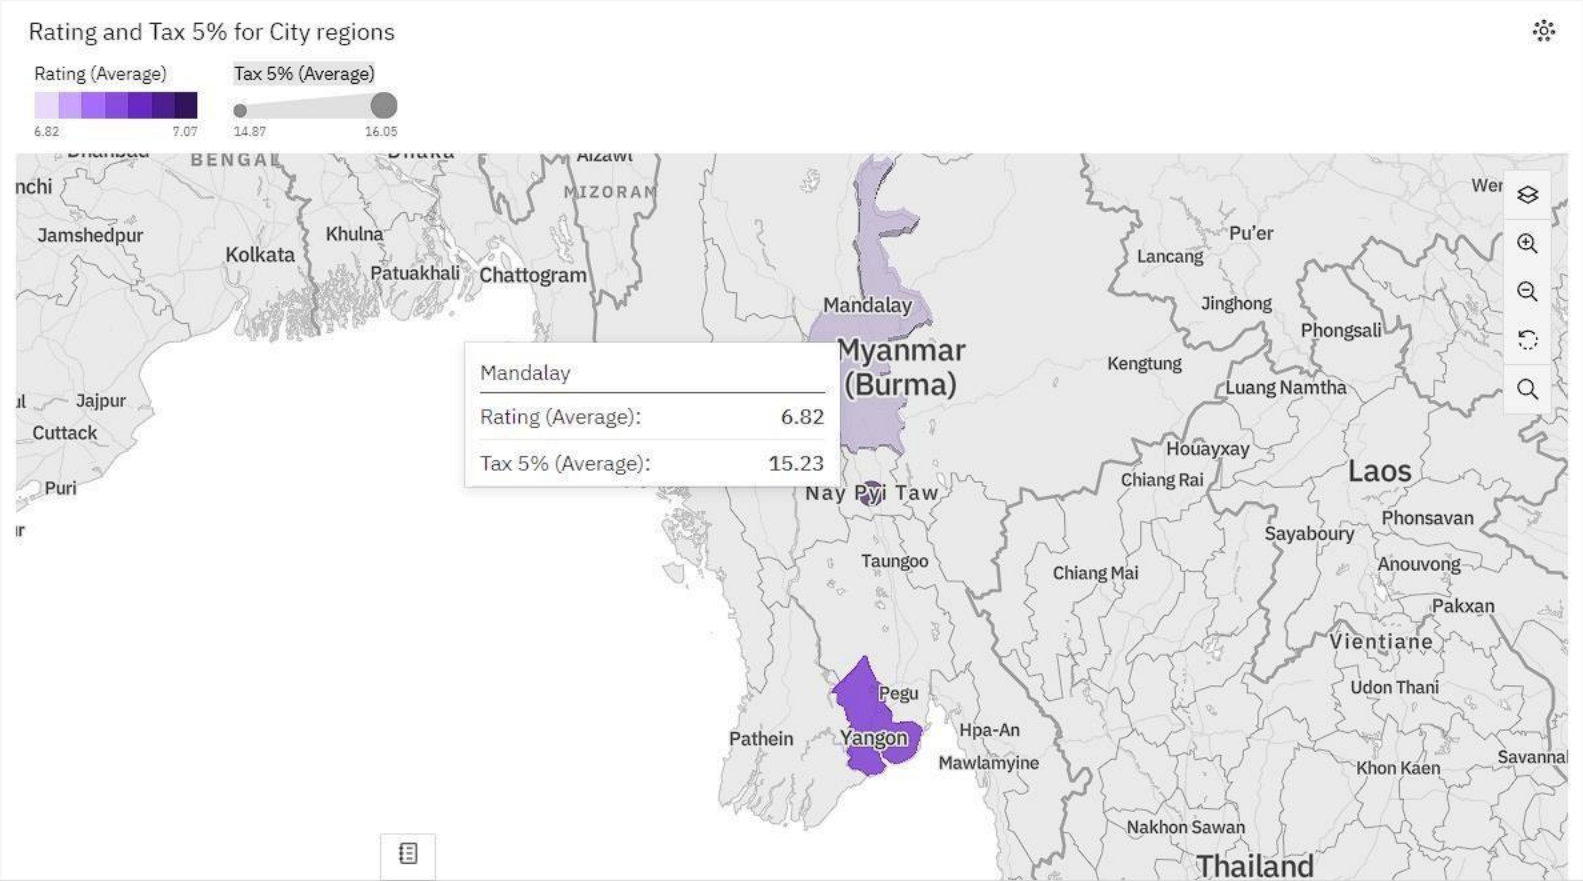 Rating and Tax 5% for City regions
Rating (Average)
Tax 5% (Average)
6.82
7.07
14.87
16.05
BENGAL
Dhaka
Aizawl
nchi
MIZORAM
Jamshedpur
Khulna
Kolkata
Patuakhali
Chattogram
Pu'er
Lancang
Mandalay
Jinghong
Phongsali
Myanmar
(Burma)
Kengtung
Luang Namtha
Mandalay
Rating (Average): 6.82
Tax 5% (Average): 15.23
Jajpur
Cuttack
Puri
Houayxay
Chiang Rai
Laos
Nay Pyi Taw
Phonsavan
Sayaboury
Taungoo
Chiang Mai
Anouvong
Pakxan
Vientiane
Udon Thani
Pegu
Yangon
Pathein
Hpa-An
Mawlamyine
Savanna
Khon Kaen
Nakhon Sawan
Thailand